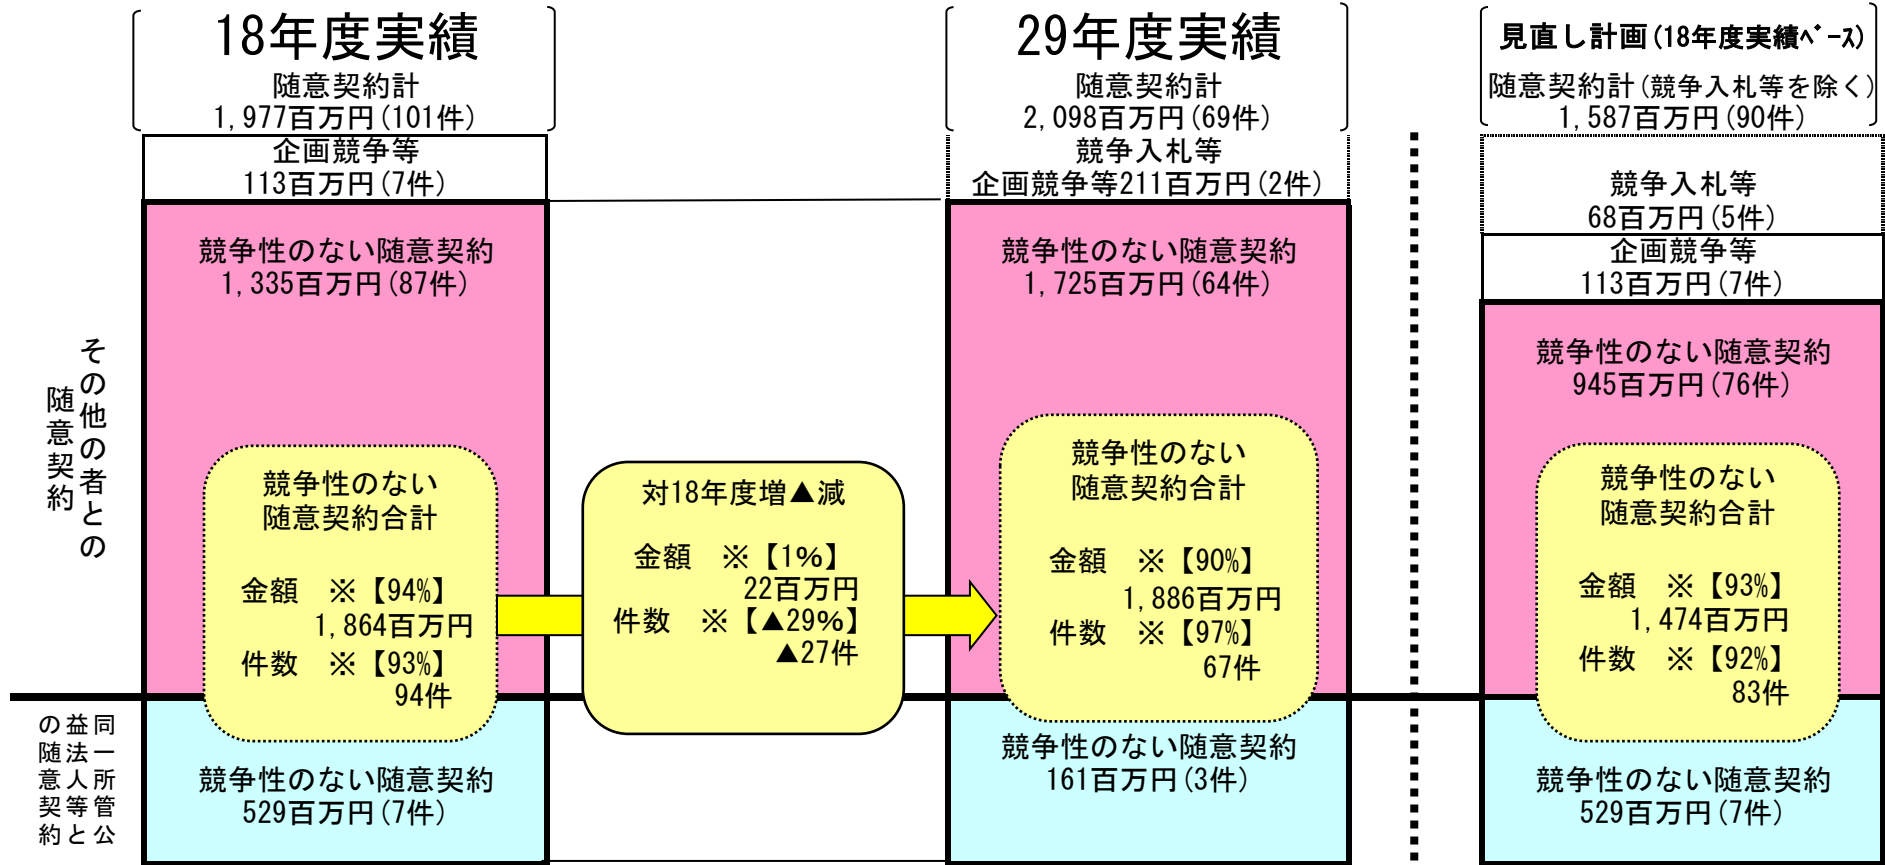 18年度実績
随意契約計
1,977百万円(101件)
企画競争等
113百万円(7件)
競争性のない随意契約
1,335百万円(87件)
競争性のない
随意契約合計
金額　※【94%】
1,864百万円
件数　※【93%】
94件
競争性のない随意契約
529百万円(7件)
その他の者との
随意契約
同一所管公
益法人等と
の随意契約
対18年度増▲減
金額　※【1%】
22百万円
件数　※【▲29%】
▲27件
29年度実績
随意契約計
2,098百万円(69件)
競争入札等
企画競争等211百万円(2件)
競争性のない随意契約
1,725百万円(64件)
競争性のない
随意契約合計
金額　※【90%】
1,886百万円
件数　※【97%】
67件
競争性のない随意契約
161百万円(3件)
見直し計画(18年度実績ﾍﾞｰｽ)
随意契約計(競争入札等を除く)
1,587百万円(90件)
競争入札等
68百万円(5件)
企画競争等
113百万円(7件)
競争性のない随意契約
945百万円(76件)
競争性のない
随意契約合計
金額　※【93%】
1,474百万円
件数　※【92%】
83件
競争性のない随意契約
529百万円(7件)